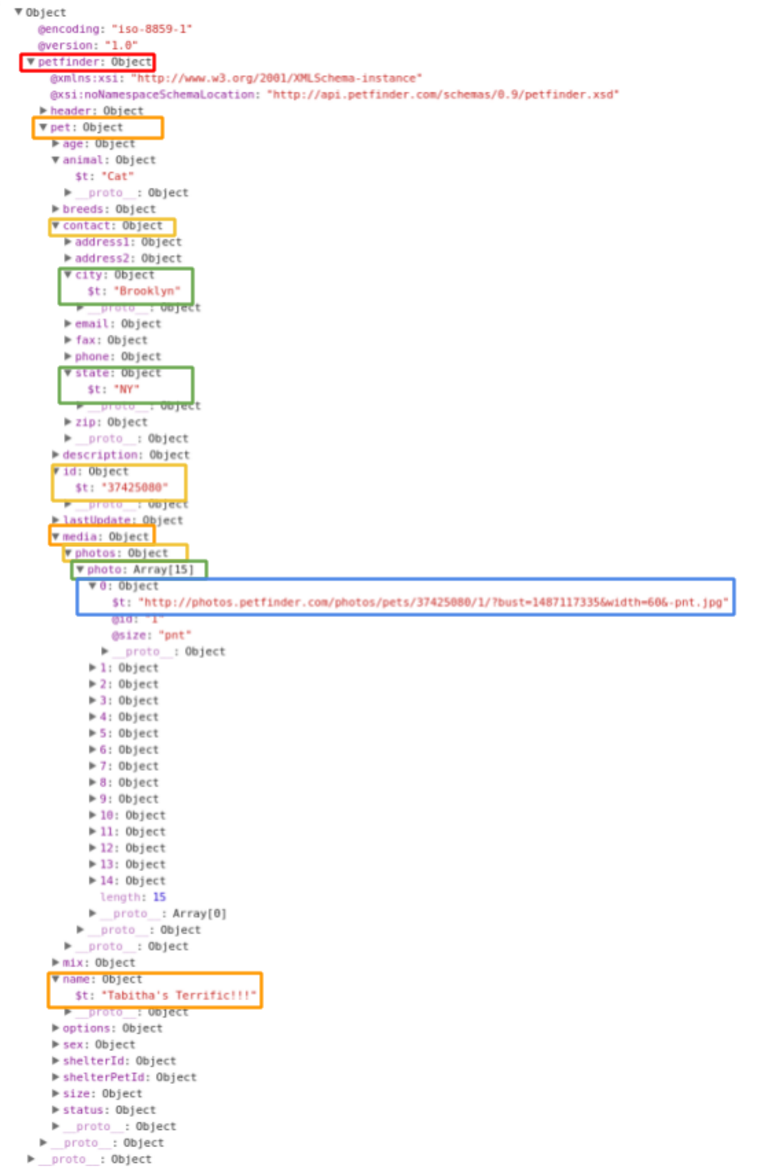 ▼Object
@encoding: "iso-8859-1"
@version: "1.0"
▼petfinder: Object
@xmlns:xsi: "http://www.w3.org/2001/XMLSchema-instance"
@xsi:noNamespaceSchemaLocation: "http://api.petfinder.com/schemas/0.9/petfinder.xsd"
▶header: Object
▼pet: Object
▶age: Object
▼animal: Object
$t: "Cat"
▶__proto__: Object
▶breeds: Object
▼contact: Object
▶address1: Object
▶address2: Object
▼city: Object
$t: "Brooklyn"
▶__proto__: Object
▶email: Object
▶fax: Object
▶phone: Object
▼state: Object
$t: "NY"
▶__proto__: Object
▶zip: Object
▶__proto__: Object
▶description: Object
▼id: Object
$t: "37425080"
▶__proto__: Object
▶lastUpdate: Object
▼media: Object
▼photos: Object
▼photo: Array[15]
▼0: Object
$t: "http://photos.petfinder.com/photos/pets/37425080/1/?bust=1487117335&width=60&-pnt.jpg"
@id: "1"
@size: "pnt"
▶__proto__: Object
▶1: Object
▶2: Object
▶3: Object
▶4: Object
▶5: Object
▶6: Object
▶7: Object
▶8: Object
▶9: Object
▶10: Object
▶11: Object
▶12: Object
▶13: Object
▶14: Object
length: 15
▶__proto__: Array[0]
▶__proto__: Object
▶__proto__: Object
▶mix: Object
▼name: Object
$t: "Tabitha's Terrific!!!"
▶__proto__: Object
▶options: Object
▶sex: Object
▶shelterId: Object
▶shelterPetId: Object
▶size: Object
▶status: Object
▶__proto__: Object
▶__proto__: Object
▶__proto__: Object